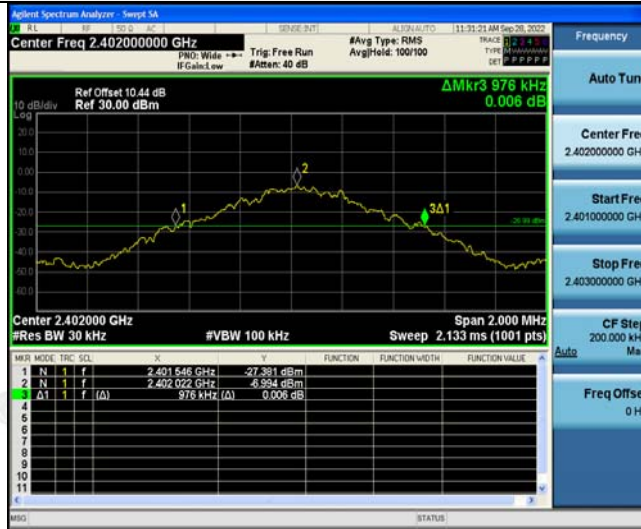 Agilent Spectrum Analyzer - Swept SA
RL RF 50 Ω AC SENSE:INT ALIGN AUTO 11:31:21 AM Sep 28, 2022
Center Freq 2.402000000 GHz
PNO: Wide
IFGain:Low
Trig: Free Run
#Atten: 40 dB
#Avg Type: RMS
Avg|Hold: 100/100
TRACE 1 2 3 4 5 6
TYPE
DET P P P P P P
Ref Offset 10.44 dB
Ref 30.00 dBm
ΔMkr3 976 kHz
0.006 dB
10 dB/div
Log
20.0
10.0
0.00
-10.0
-20.0
-30.0
-40.0
-50.0
-60.0
1
2
3Δ1
Center 2.402000 GHz
#Res BW 30 kHz
#VBW 100 kHz
Span 2.000 MHz
Sweep 2.133 ms (1001 pts)
MKR MODE TRC SCL X Y FUNCTION FUNCTION WIDTH FUNCTION VALUE
1 N 1 f 2.401 546 GHz -27.381 dBm
2 N 1 f 2.402 022 GHz -6.994 dBm
3 Δ1 1 f (Δ) 976 kHz (Δ) 0.006 dB
4
5
6
7
8
9
10
11
MSG
STATUS
Frequency
Auto Tun
Center Fre
2.402000000 GH
Start Fre
2.401000000 GH
Stop Fre
2.403000000 GH
CF Ste
200.000 kH
Auto Ma
Freq Offse
0 H